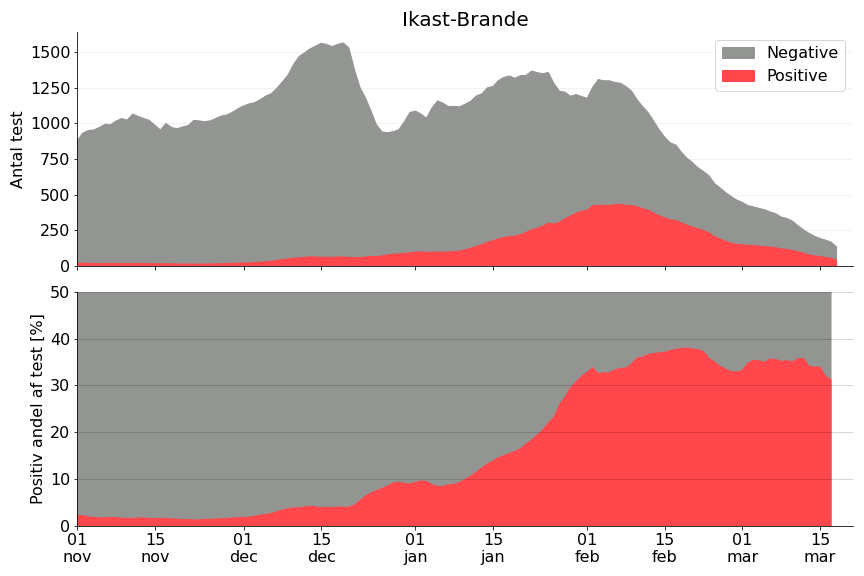 Ikast-Brande
Antal test
1500
1250
1000
750
500
250
0
Negative
Positive
Positiv andel af test [%]
50
40
30
20
10
0
01 15 01 15 01 15 01 15 01 15
nov nov dec dec jan jan feb feb mar mar